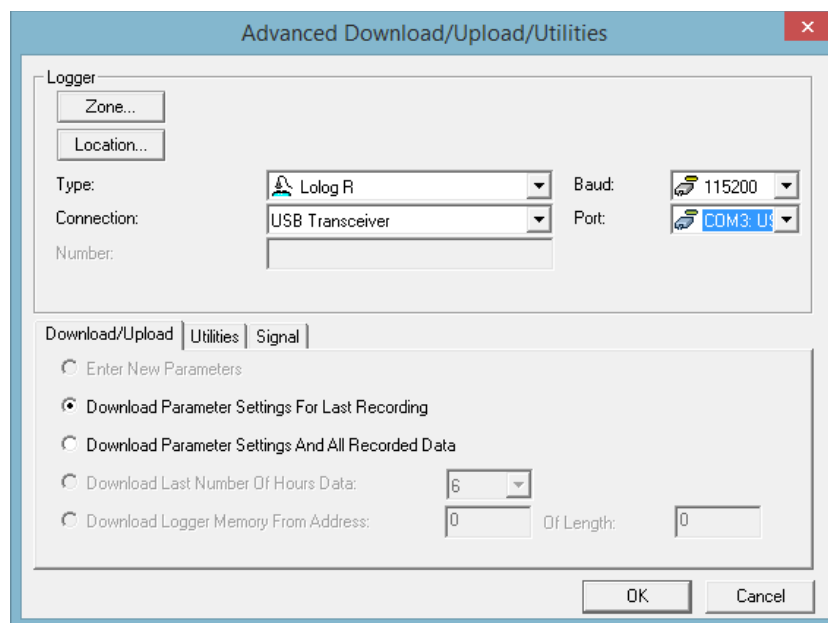 Advanced Download/Upload/Utilities
Logger
Zone...
Location...
Type: Lolog R Baud: 115200
Connection: USB Transceiver Port: COM3: US
Number:
Download/Upload Utilities Signal
Enter New Parameters
Download Parameter Settings For Last Recording
Download Parameter Settings And All Recorded Data
Download Last Number Of Hours Data: 6
Download Logger Memory From Address: 0 Of Length: 0
OK Cancel